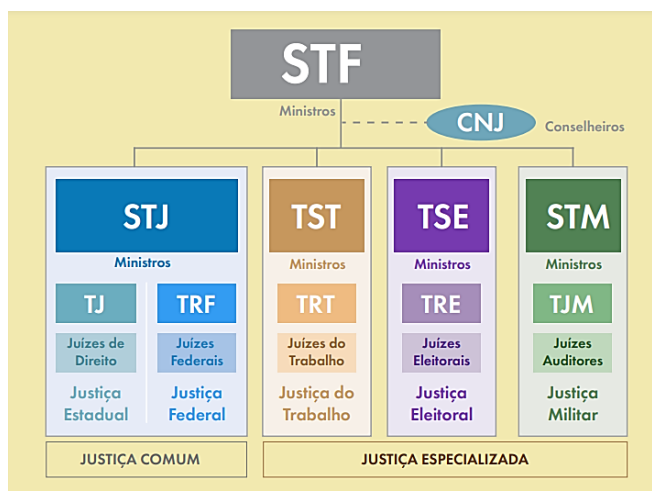 STF
Ministros
CNJ
Conselheiros
STJ
Ministros
TJ
Juízes de
Direito
Justiça
Estadual
TRF
Juízes
Federais
Justiça
Federal
TST
Ministros
TRT
Juízes do
Trabalho
Justiça do
Trabalho
TSE
Ministros
TRE
Juízes
Eleitorais
Justiça
Eleitoral
STM
Ministros
TJM
Juízes
Auditores
Justiça
Militar
JUSTIÇA COMUM
JUSTIÇA ESPECIALIZADA